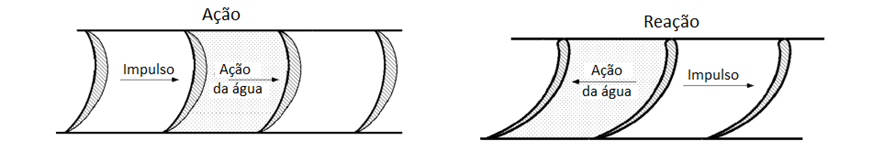 Ação
Impulso
Ação
da água
Reação
Ação
da água
Impulso